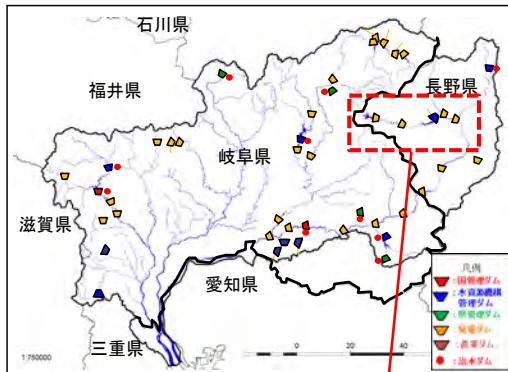 石川県
福井県
長野県
岐阜県
滋賀県
愛知県
三重県
凡例
:国管理ダム
:水資源機構
管理ダム
:県管理ダム
:発電ダム
:農業ダム
:治水ダム
1:750000
0 20 40